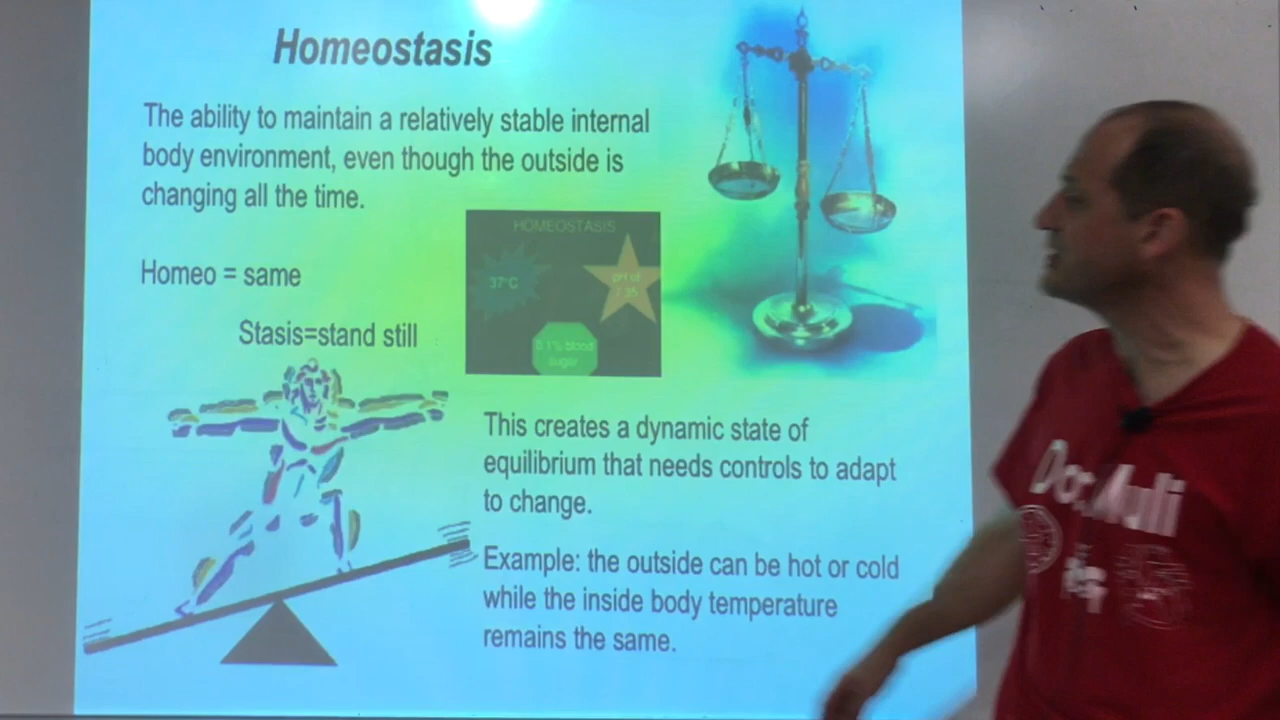 Homeostasis
The ability to maintain a relatively stable internal
body environment, even though the outside is
changing all the time.
Homeo = same
Stasis=stand still
HOMEOSTASIS
37°C
pH of
7.35
0.1% blood
sugar
This creates a dynamic state of
equilibrium that needs controls to adapt
to change.
Example: the outside can be hot or cold
while the inside body temperature
remains the same.
Muli